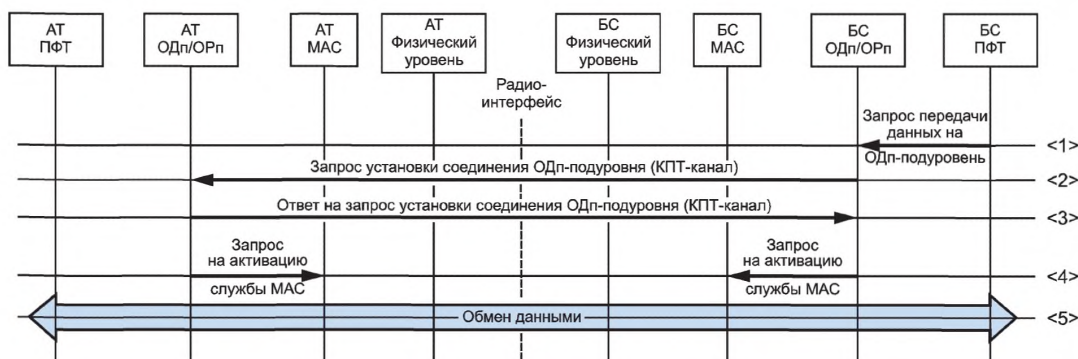 АТ
ПФТ
АТ
ОДп/ОРп
АТ
МАС
АТ
Физический
уровень
БС
Физический
уровень
БС
МАС
БС
ОДп/ОРп
БС
ПФТ
Радио-
интерфейс
Запрос передачи
данных на
ОДп-подуровень
<1>
Запрос установки соединения ОДп-подуровня (КПТ-канал)
<2>
Ответ на запрос установки соединения ОДп-подуровня (КПТ-канал)
<3>
Запрос
на активацию
службы МАС
Запрос
на активацию
службы МАС
<4>
Обмен данными
<5>